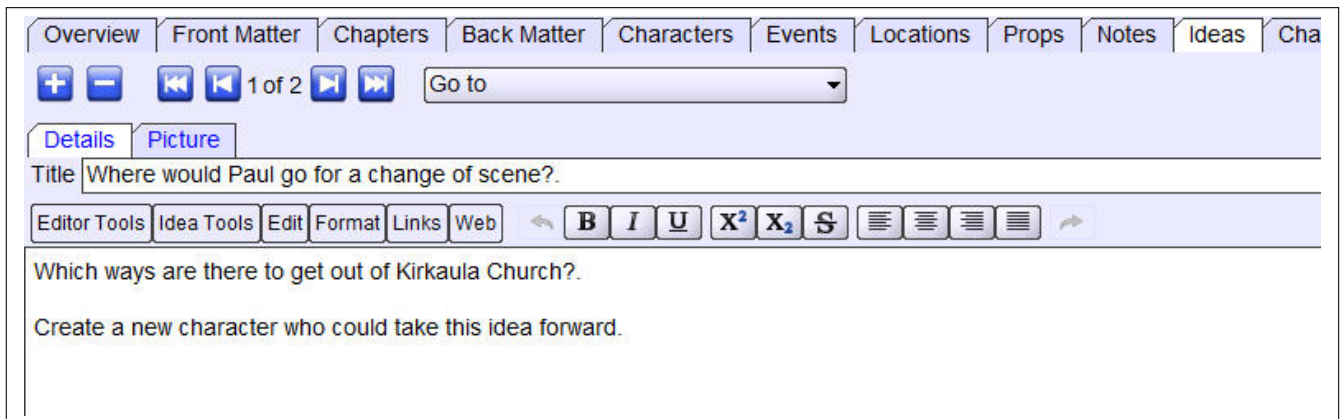 Overview Front Matter Chapters Back Matter Characters Events Locations Props Notes Ideas Cha
1 of 2 Go to
Details Picture
Title Where would Paul go for a change of scene?.
Editor Tools Idea Tools Edit Format Links Web B I U X² X₂ S
Which ways are there to get out of Kirkaula Church?.
Create a new character who could take this idea forward.